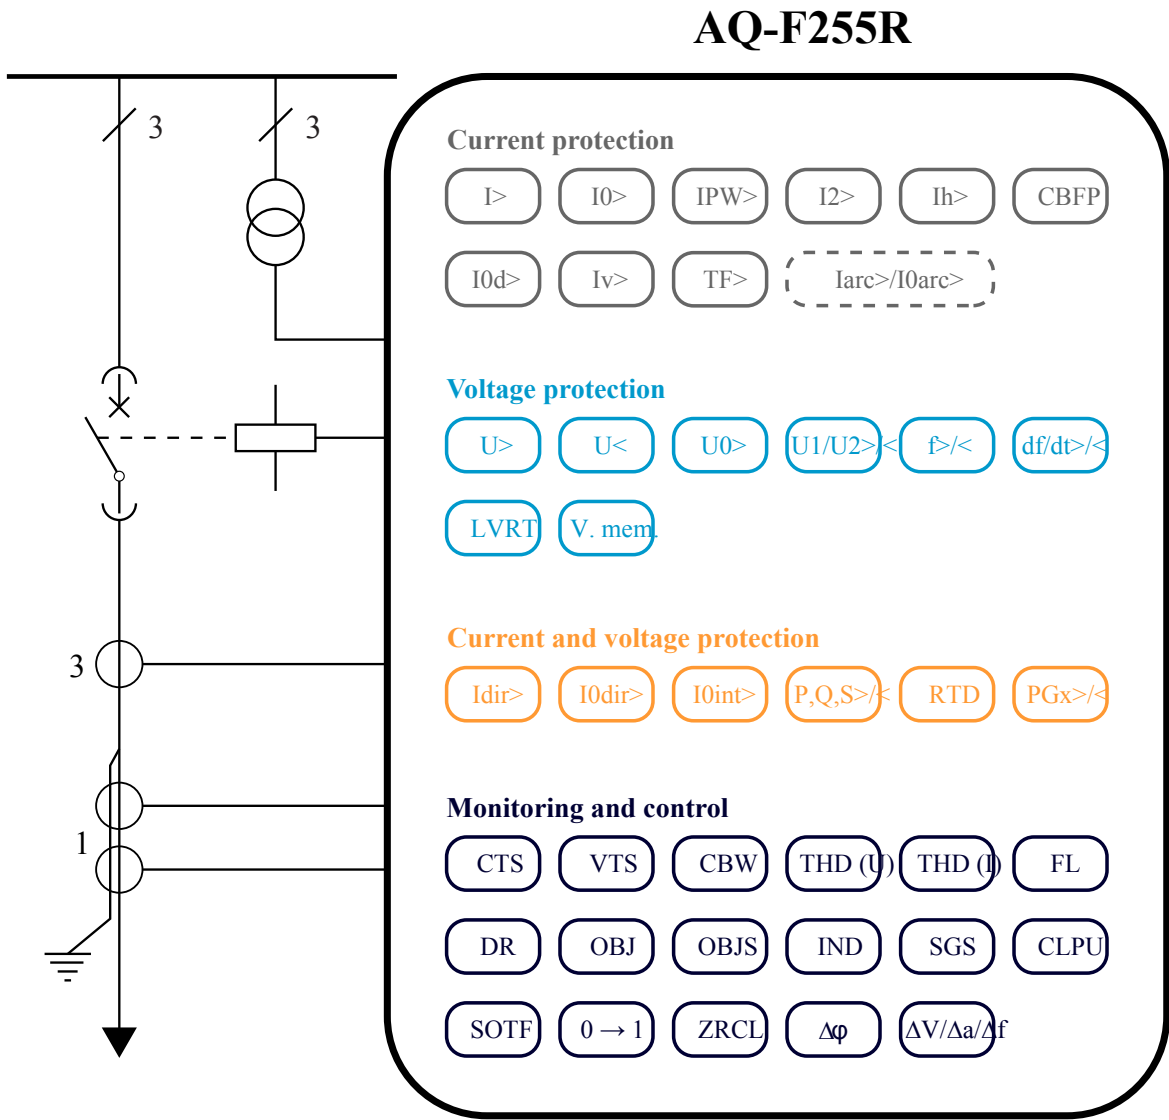 AQ-F255R
3
3
Current protection
I> I0> IPW> I2> Ih> CBFP
I0d> Iv> TF> Iarc>/I0arc>
Voltage protection
U> U< U0> U1/U2>/< f>/< df/dt>/<
LVRT V. mem.
Current and voltage protection
3
Idir> I0dir> I0int> P,Q,S>/< RTD PGx>/<
Monitoring and control
1
CTS VTS CBW THD (U) THD (I) FL
DR OBJ OBJS IND SGS CLPU
SOTF 0 → 1 ZRCL Δφ ΔV/Δa/Δf